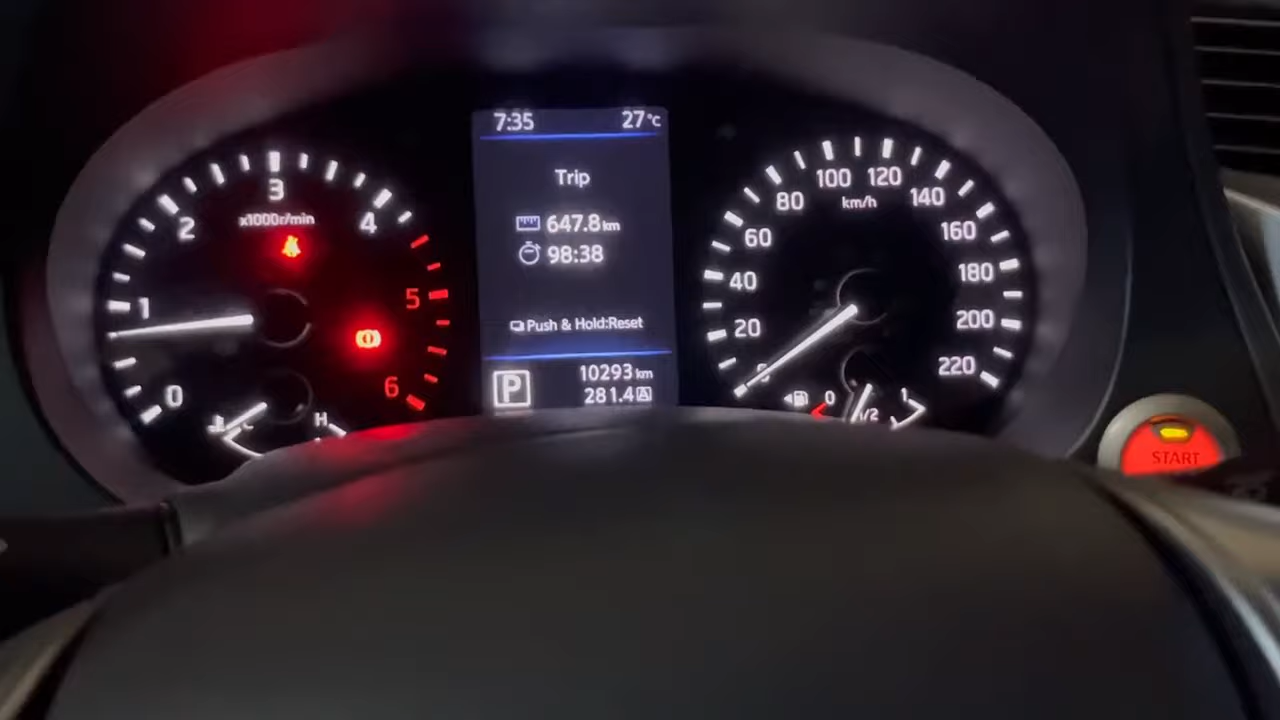 3
x1000r/min
2
4
1
5
0
6
H
7:35
27°C
Trip
647.8km
98:38
Push & Hold:Reset
P
10293 km
281.4 A
100
120
km/h
80
140
60
160
40
180
20
200
220
0
1/2
1
START